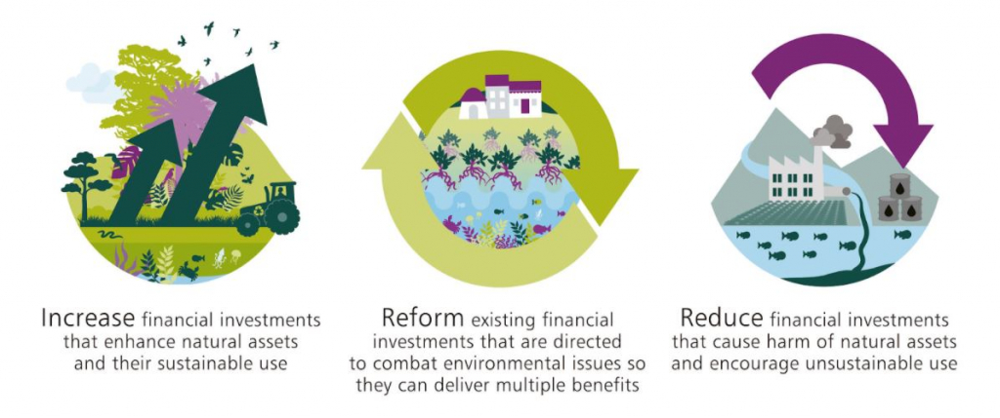 Increase financial investments
that enhance natural assets
and their sustainable use
Reform existing financial
investments that are directed
to combat environmental issues so
they can deliver multiple benefits
Reduce financial investments
that cause harm of natural assets
and encourage unsustainable use